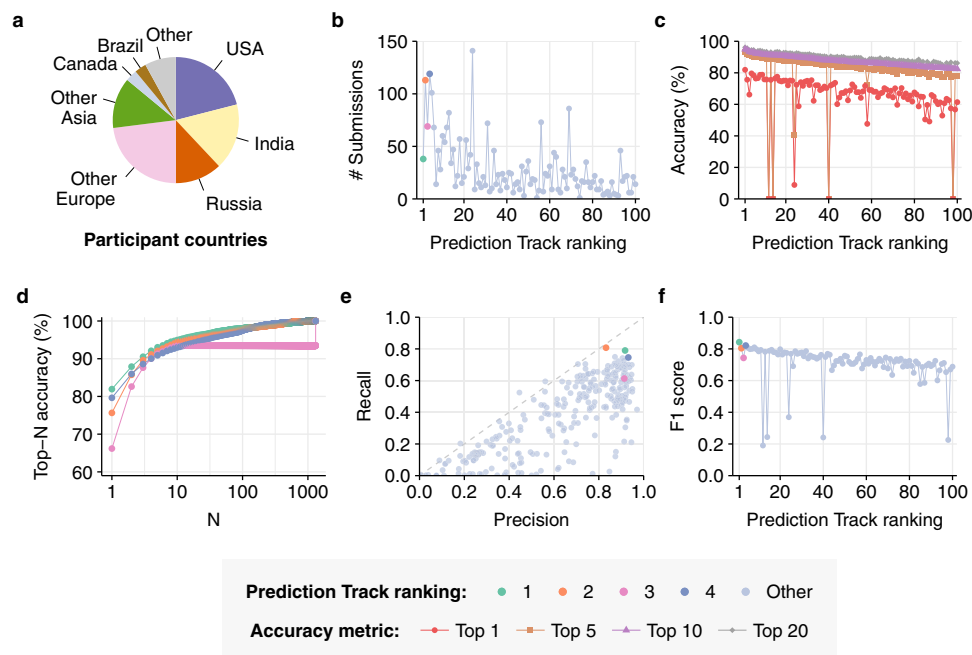 a
Other
Brazil
USA
Canada
Other
Asia
India
Other
Europe
Russia
Participant countries
b
# Submissions
150
100
50
0
1 20 40 60 80 100
Prediction Track ranking
c
Accuracy (%)
100
80
60
40
20
0
1 20 40 60 80 100
Prediction Track ranking
d
Top–N accuracy (%)
100
90
80
70
60
1 10 100 1000
N
e
Recall
1.0
0.8
0.6
0.4
0.2
0.0
0.0 0.2 0.4 0.6 0.8 1.0
Precision
f
F1 score
1.0
0.8
0.6
0.4
0.2
0.0
1 20 40 60 80 100
Prediction Track ranking
Prediction Track ranking: 1 2 3 4 Other
Accuracy metric: Top 1 Top 5 Top 10 Top 20